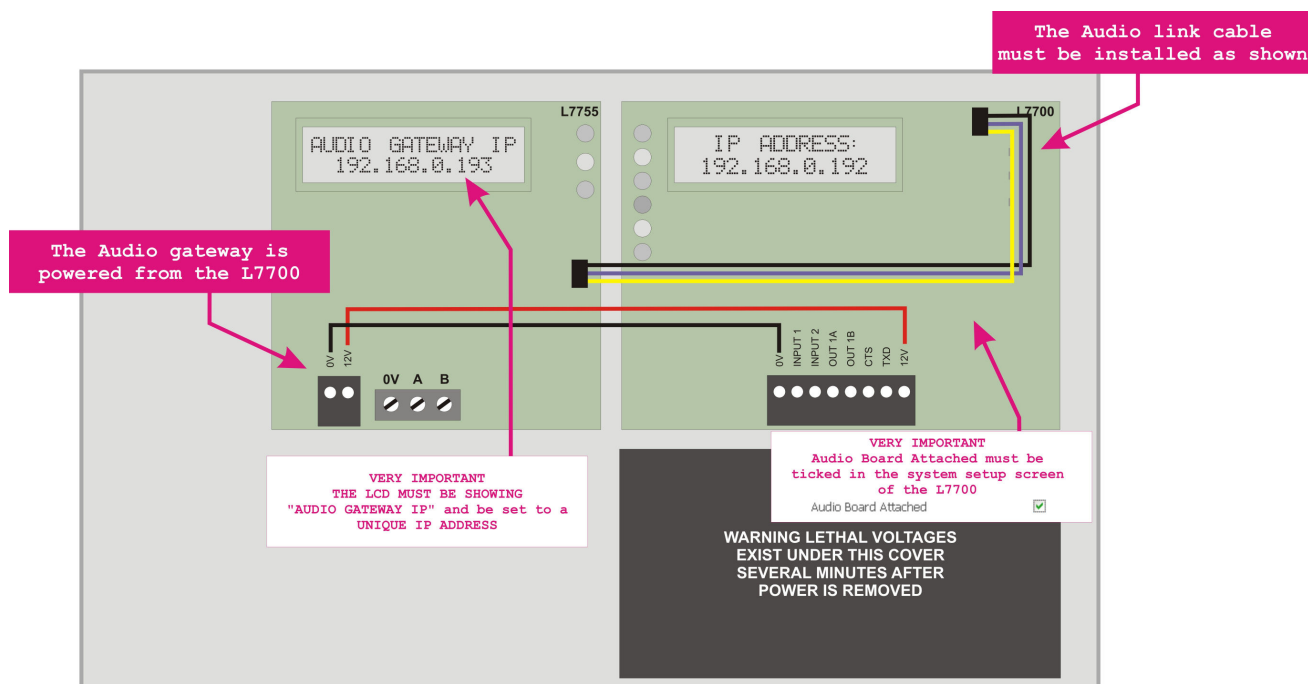 The Audio link cable
must be installed as shown
L7755
L7700
AUDIO GATEWAY IP
192.168.0.193
IP ADDRESS:
192.168.0.192
The Audio gateway is
powered from the L7700
0V
12V
0V A B
0V
INPUT 1
INPUT 2
OUT 1A
OUT 1B
CTS
TXD
12V
VERY IMPORTANT
THE LCD MUST BE SHOWING
"AUDIO GATEWAY IP" and be set to a
UNIQUE IP ADDRESS
VERY IMPORTANT
Audio Board Attached must be
ticked in the system setup screen
of the L7700
Audio Board Attached
WARNING LETHAL VOLTAGES
EXIST UNDER THIS COVER
SEVERAL MINUTES AFTER
POWER IS REMOVED